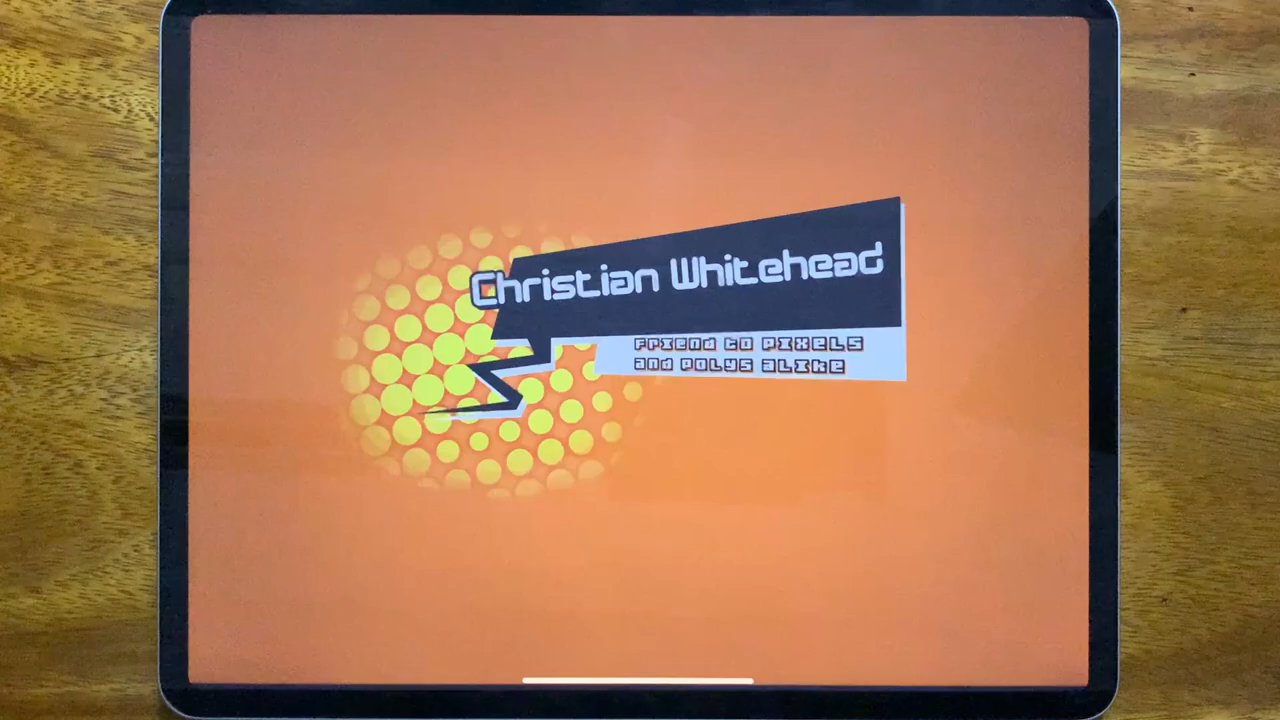 Christian Whitehead
Friend to pixels
and polys alike